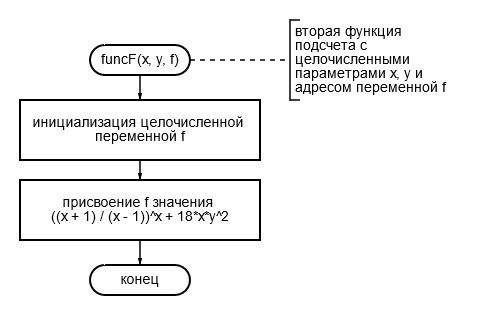 funcF(x, y, f)
вторая функция
подсчета с
целочисленными
параметрами x, y и
адресом переменной f
инициализация целочисленной
переменной f
присвоение f значения
((x + 1) / (x - 1))^x + 18*x*y^2
конец